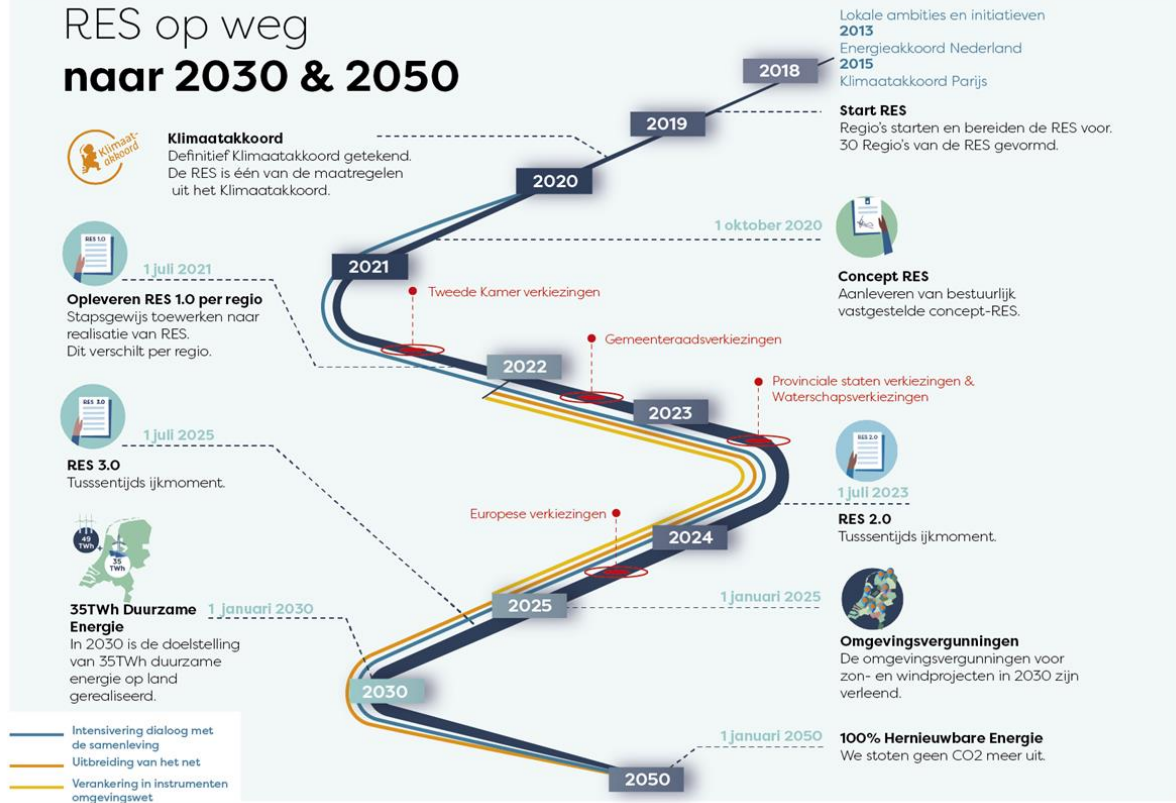 RES op weg
naar 2030 & 2050
Lokale ambities en initiatieven
2013
Energieakkoord Nederland
2015
Klimaatakkoord Parijs
2018
Start RES
Regio's starten en bereiden de RES voor.
30 Regio's van de RES gevormd.
2019
Klimaat-
akkoord
Klimaatakkoord
Definitief Klimaatakkoord getekend.
De RES is één van de maatregelen
uit het Klimaatakkoord.
2020
1 oktober 2020
Concept RES
Aanleveren van bestuurlijk
vastgestelde concept-RES.
RES 1.0
1 juli 2021
Opleveren RES 1.0 per regio
Stapsgewijs toewerken naar
realisatie van RES.
Dit verschilt per regio.
2021
Tweede Kamer verkiezingen
2022
Gemeenteraadsverkiezingen
2023
Provinciale staten verkiezingen &
Waterschapsverkiezingen
RES 2.0
1 juli 2023
RES 2.0
Tusssentijds ijkmoment.
RES 3.0
1 juli 2025
RES 3.0
Tusssentijds ijkmoment.
Europese verkiezingen
2024
2025
1 januari 2025
Omgevingsvergunningen
De omgevingsvergunningen voor
zon- en windprojecten in 2030 zijn
verleend.
49
TWh
35
TWh
35TWh Duurzame
Energie
1 januari 2030
In 2030 is de doelstelling
van 35TWh duurzame
energie op land
gerealiseerd.
2030
1 januari 2050
100% Hernieuwbare Energie
We stoten geen CO2 meer uit.
2050
Intensivering dialoog met
de samenleving
Uitbreiding van het net
Verankering in instrumenten
omgevingswet